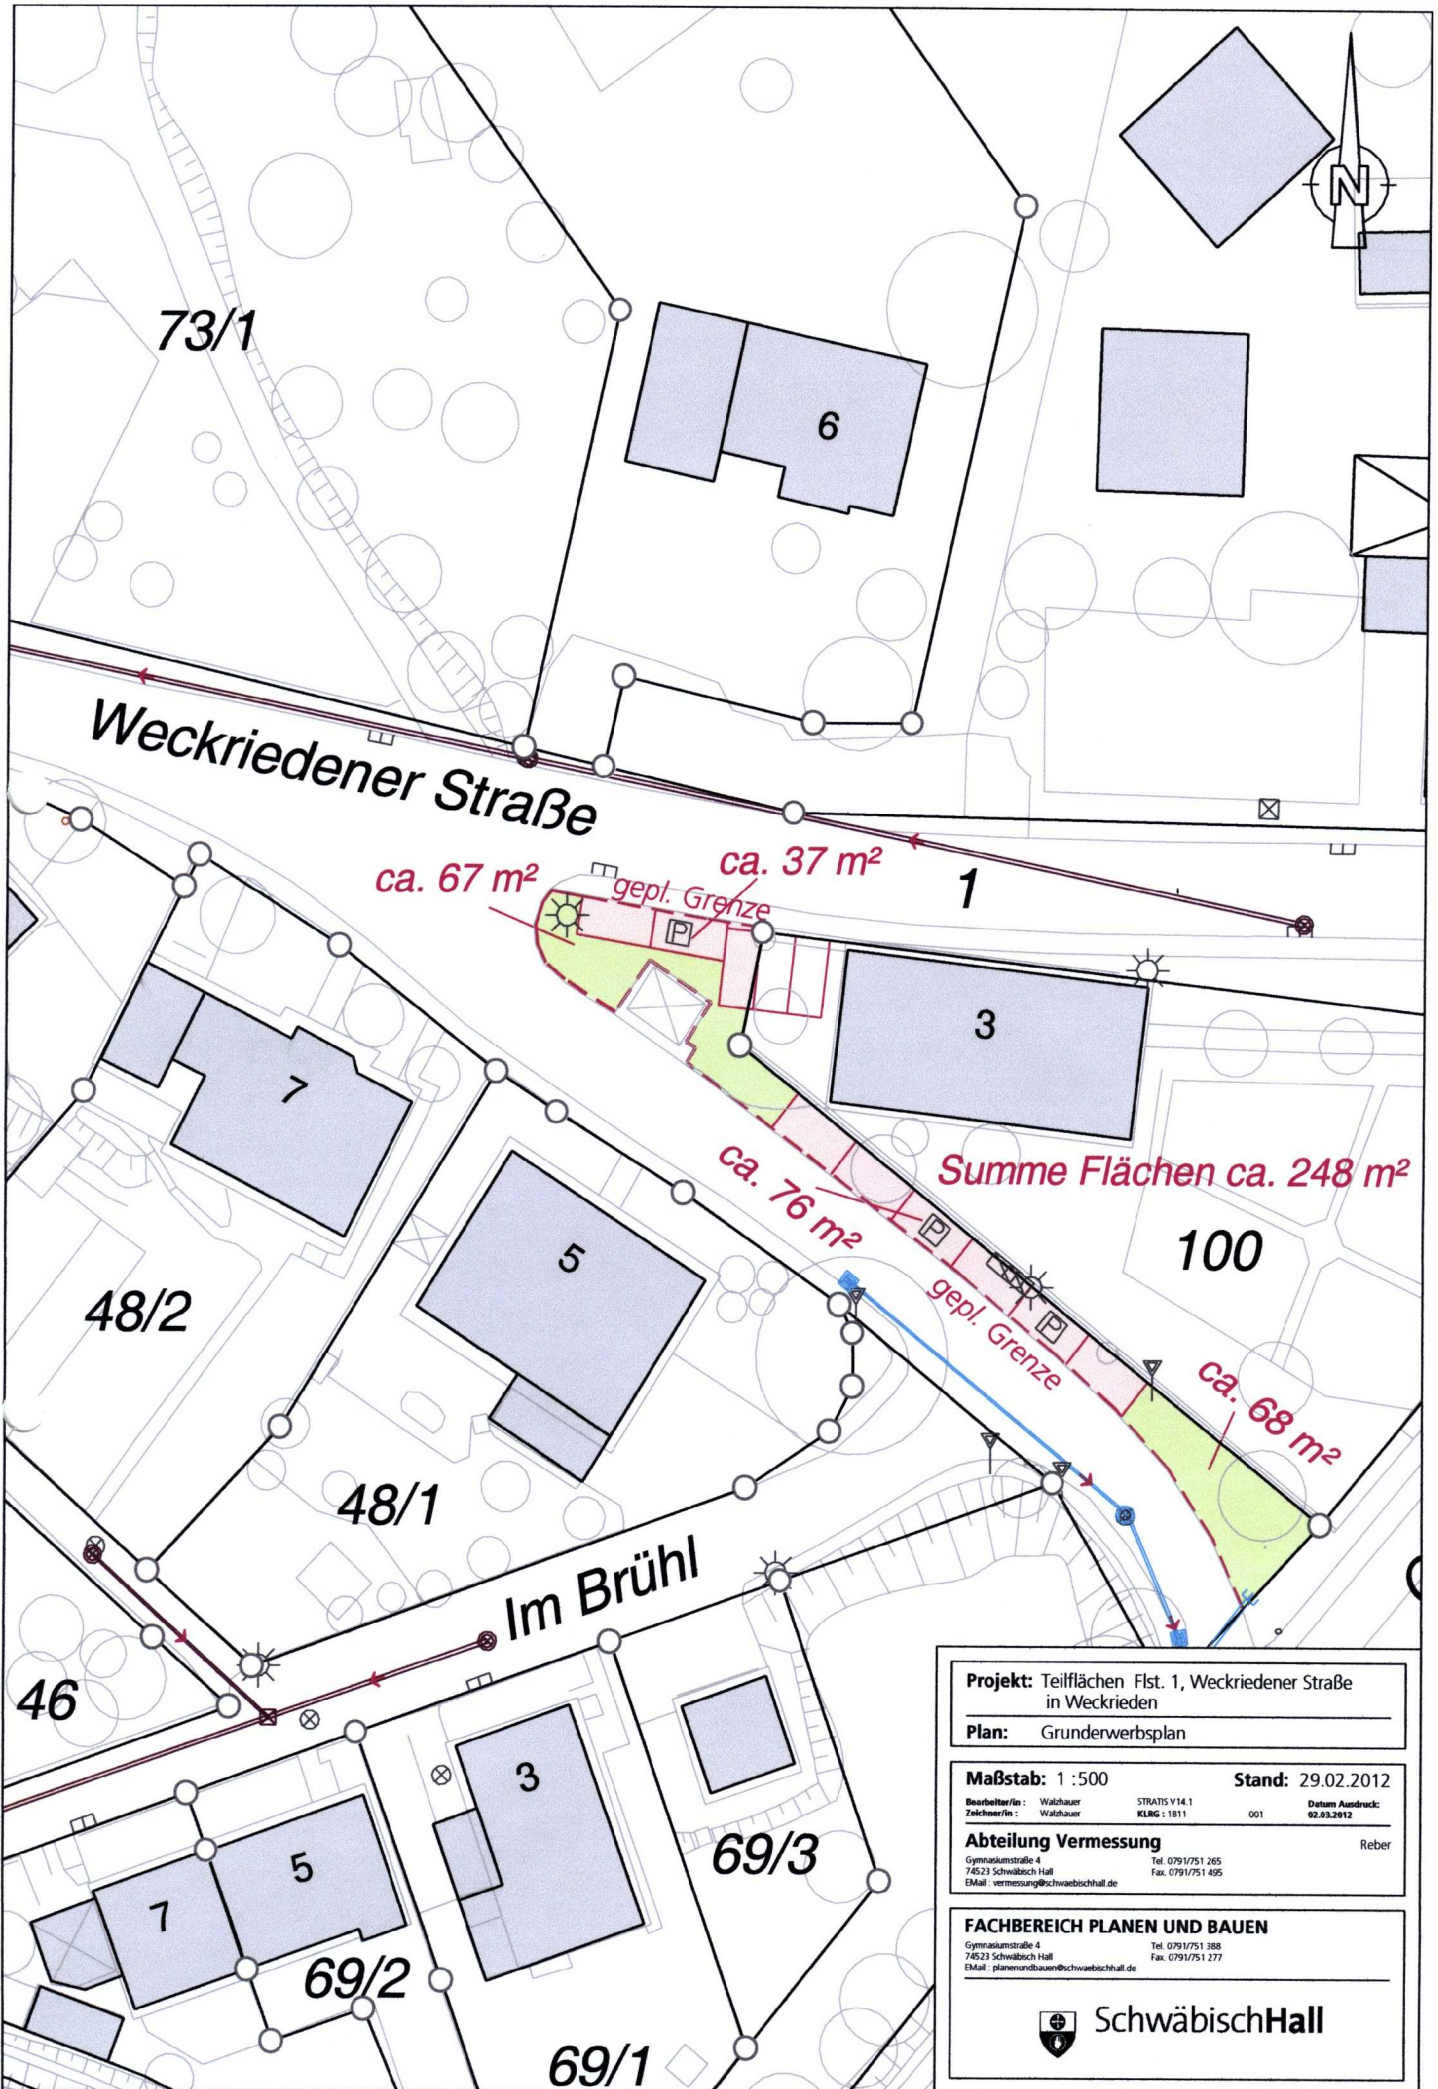 N
73/1
6
Weckriedener Straße
ca. 67 m²
ca. 37 m²
gepl. Grenze
1
P
3
7
Summe Flächen ca. 248 m²
ca. 76 m²
P
100
5
48/2
gepl. Grenze
P
ca. 68 m²
48/1
Im Brühl
46
3
5
7
69/3
69/2
69/1
Projekt: Teilflächen Flst. 1, Weckriedener Straße
in Weckrieden
Plan: Grunderwerbsplan
Maßstab: 1 :500 Stand: 29.02.2012
Bearbeiter/in : Walzhauer STRATIS V14.1 Datum Ausdruck:
Zeichner/in : Walzhauer KLRG : 1811 001 02.03.2012
Abteilung Vermessung Reber
Gymnasiumstraße 4 Tel. 0791/751 265
74523 Schwäbisch Hall Fax. 0791/751 495
EMail : vermessung@schwaebischhall.de
FACHBEREICH PLANEN UND BAUEN
Gymnasiumstraße 4 Tel. 0791/751 388
74523 Schwäbisch Hall Fax. 0791/751 277
EMail : planenundbauen@schwaebischhall.de
SchwäbischHall